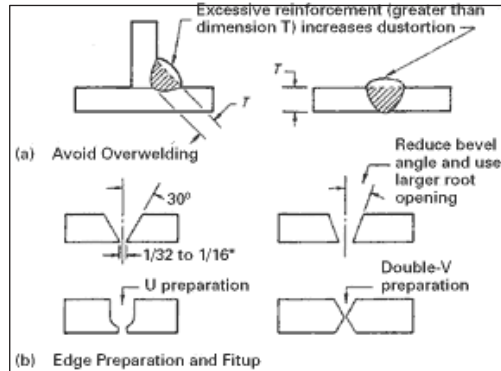 Excessive reinforcement (greater than
dimension T) increases dustortion
T
T
(a) Avoid Overwelding
Reduce bevel
angle and use
larger root
opening
30°
1/32 to 1/16"
U preparation
Double-V
preparation
(b) Edge Preparation and Fitup